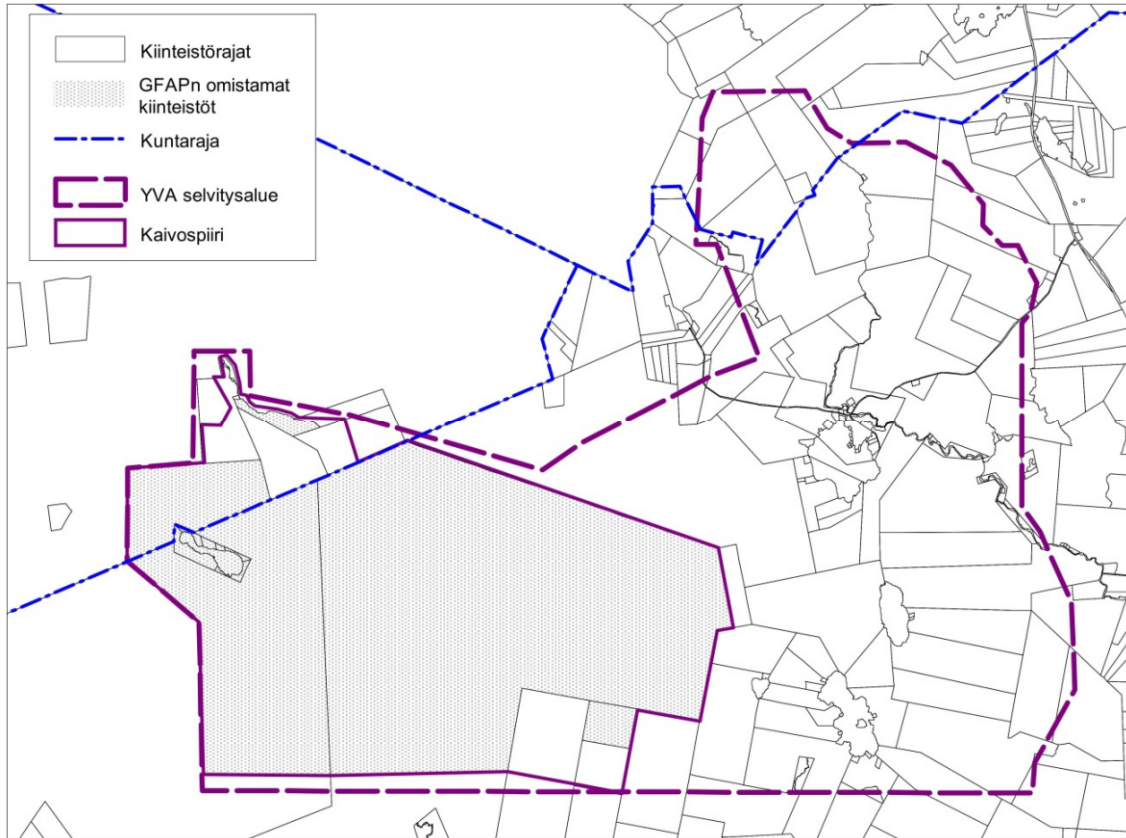 Kiinteistörajat
GFAPn omistamat
kiinteistöt
Kuntaraja
YVA selvitysalue
Kaivospiiri